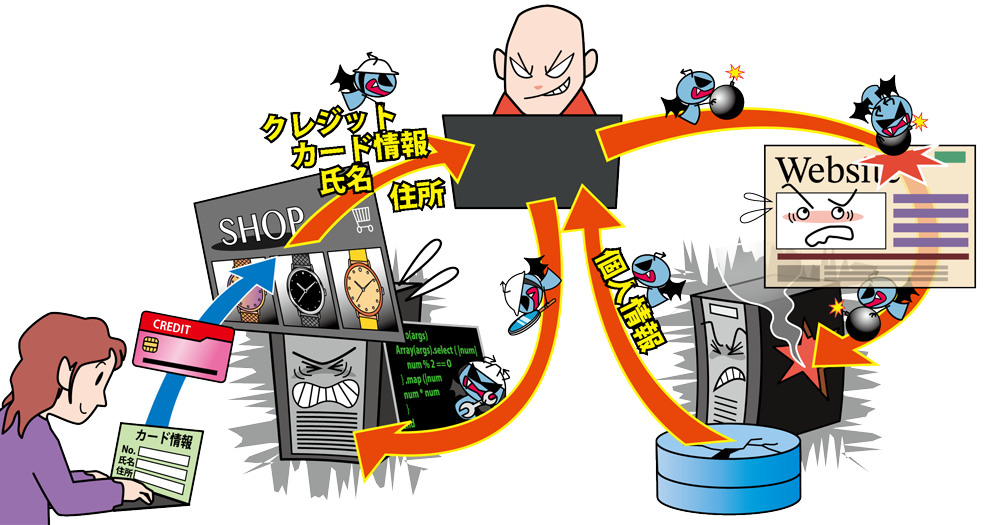 クレジット
カード情報
氏名
住所
SHOP
CREDIT
カード情報
No.
氏名
住所
(args)
Array(args).select { |num|
num % 2 == 0
} .map { |num
num * num
}
個人情報
Website